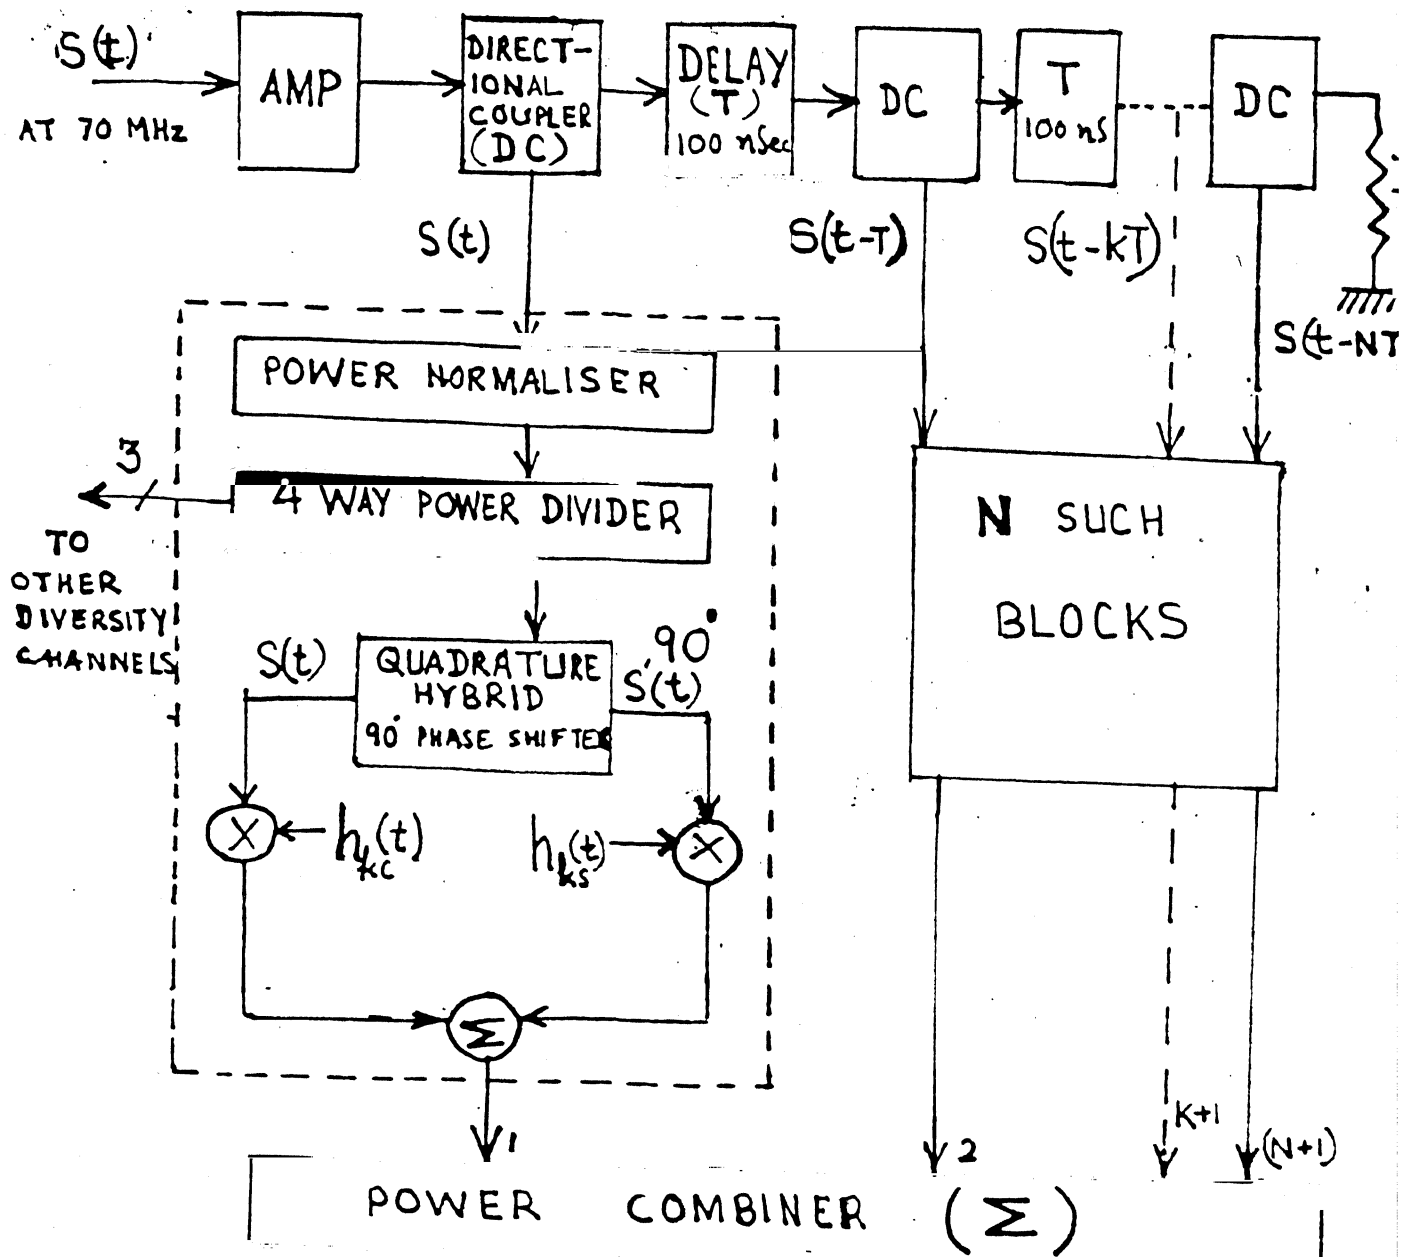 S(t)
AT 70 MHz
AMP
DIRECT-
IONAL
COUPLER
(DC)
DELAY
(T)
100 nSec
DC
T
100 nS
DC
S(t)
S(t-T)
S(t-kT)
S(t-NT
POWER NORMALISER
3
4 WAY POWER DIVIDER
TO
OTHER
DIVERSITY
CHANNELS
N SUCH
BLOCKS
S(t)
QUADRATURE
HYBRID
90° PHASE SHIFTER
90°
S'(t)
X
hkc(t)
hks(t)
X
Σ
1
2
K+1
(N+1)
POWER COMBINER (Σ)